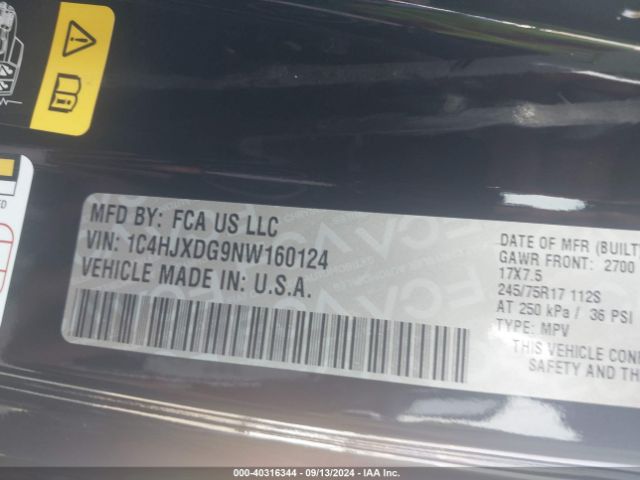 MFD BY: FCA US LLC
VIN: 1C4HJXDG9NW160124
VEHICLE MADE IN: U.S.A.
DATE OF MFR (BUILT)
GAWR FRONT: 2700
17X7.5
245/75R17 112S
AT 250 kPa / 36 PSI
TYPE: MPV
THIS VEHICLE CON
SAFETY AND TH
000-40316344 - 09/13/2024 - IAA Inc.